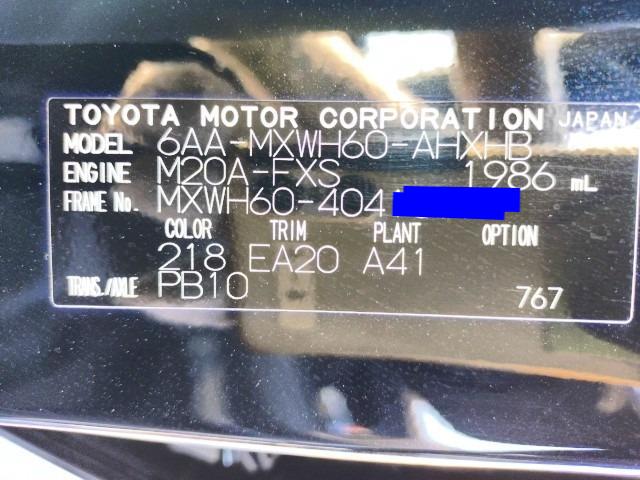 TOYOTA MOTOR CORPORATION JAPAN
MODEL 6AA-MXWH60-AHXHB
ENGINE M20A-FXS 1986 mL
FRAME No. MXWH60-404
COLOR TRIM PLANT OPTION
218 EA20 A41
TRANS./AXLE PB10
767